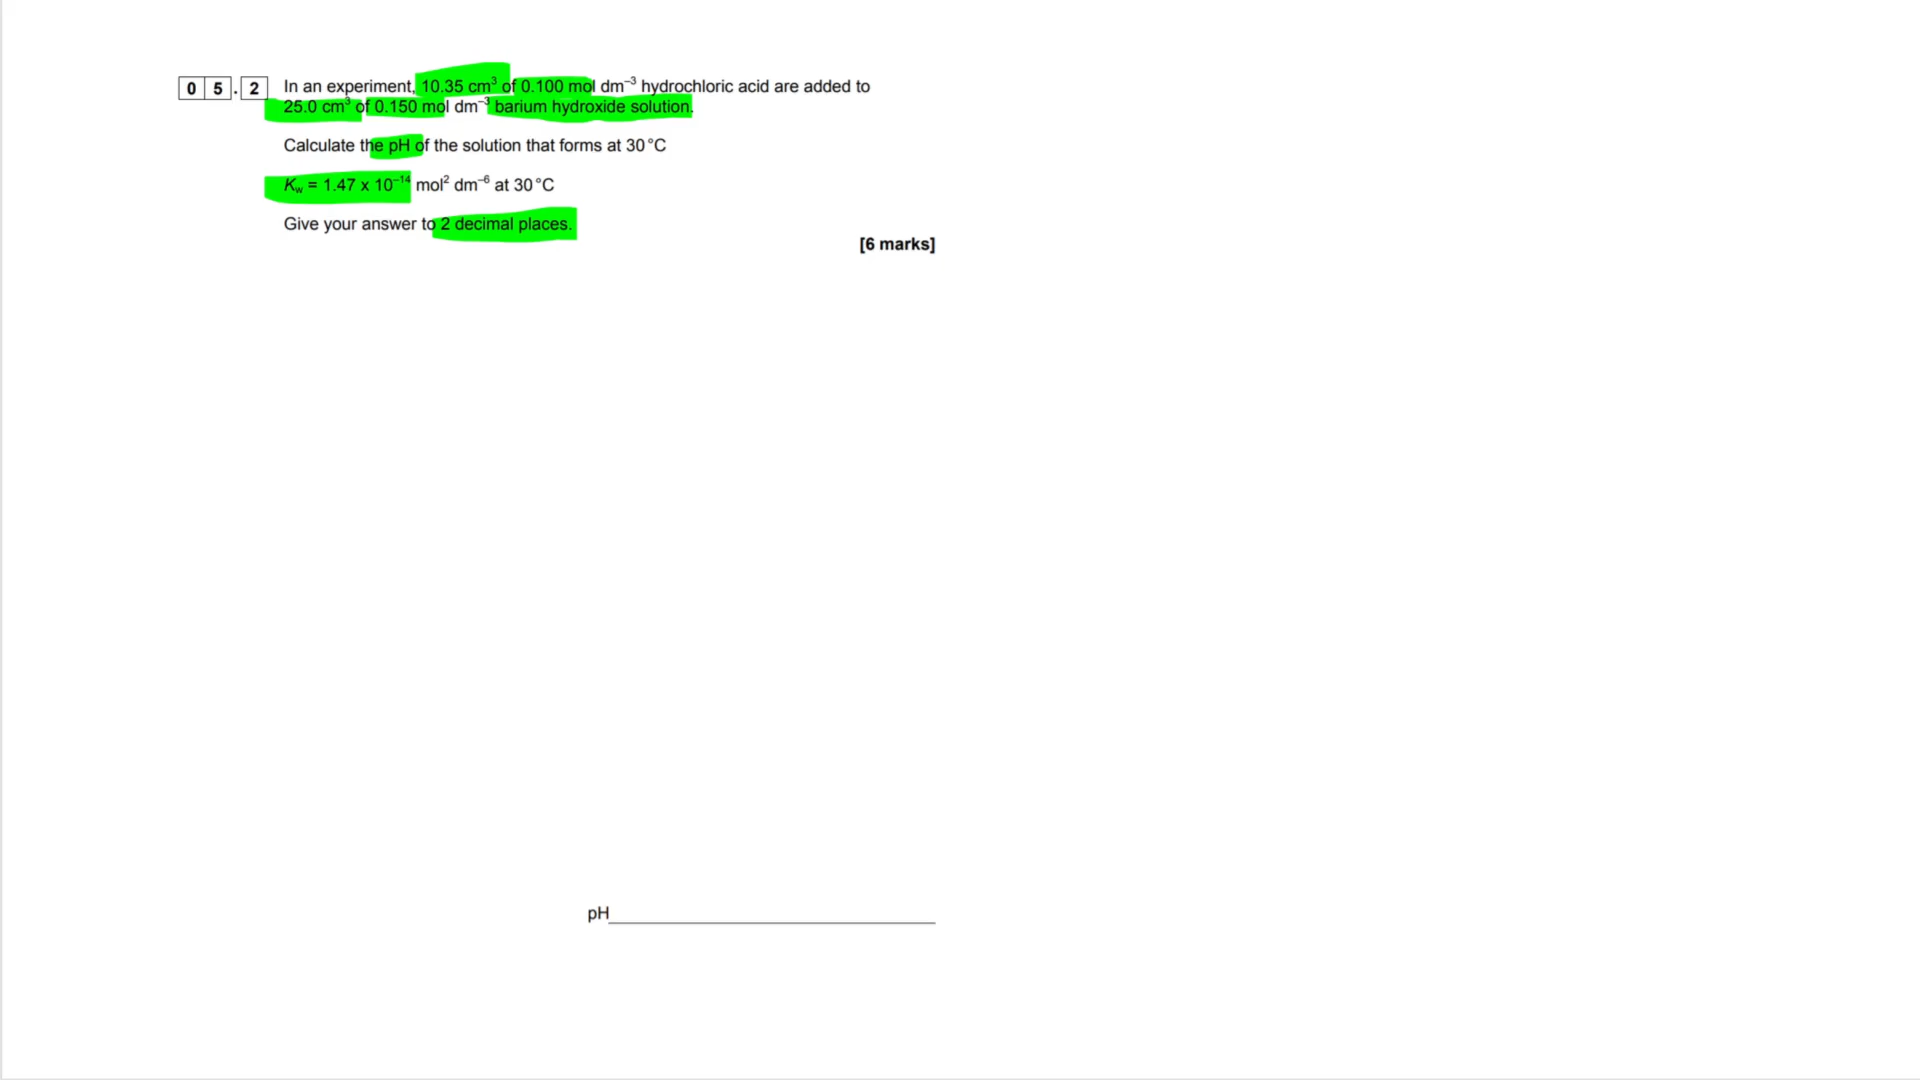 0 5 . 2 In an experiment, 10.35 cm³ of 0.100 mol dm⁻³ hydrochloric acid are added to
25.0 cm³ of 0.150 mol dm⁻³ barium hydroxide solution.
Calculate the pH of the solution that forms at 30 °C
Kw = 1.47 x 10⁻¹⁴ mol² dm⁻⁶ at 30 °C
Give your answer to 2 decimal places.
[6 marks]
pH